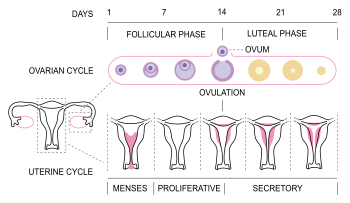 DAYS 1 7 14 21 28
FOLLICULAR PHASE LUTEAL PHASE
OVUM
OVARIAN CYCLE
OVULATION
UTERINE CYCLE
MENSES PROLIFERATIVE SECRETORY